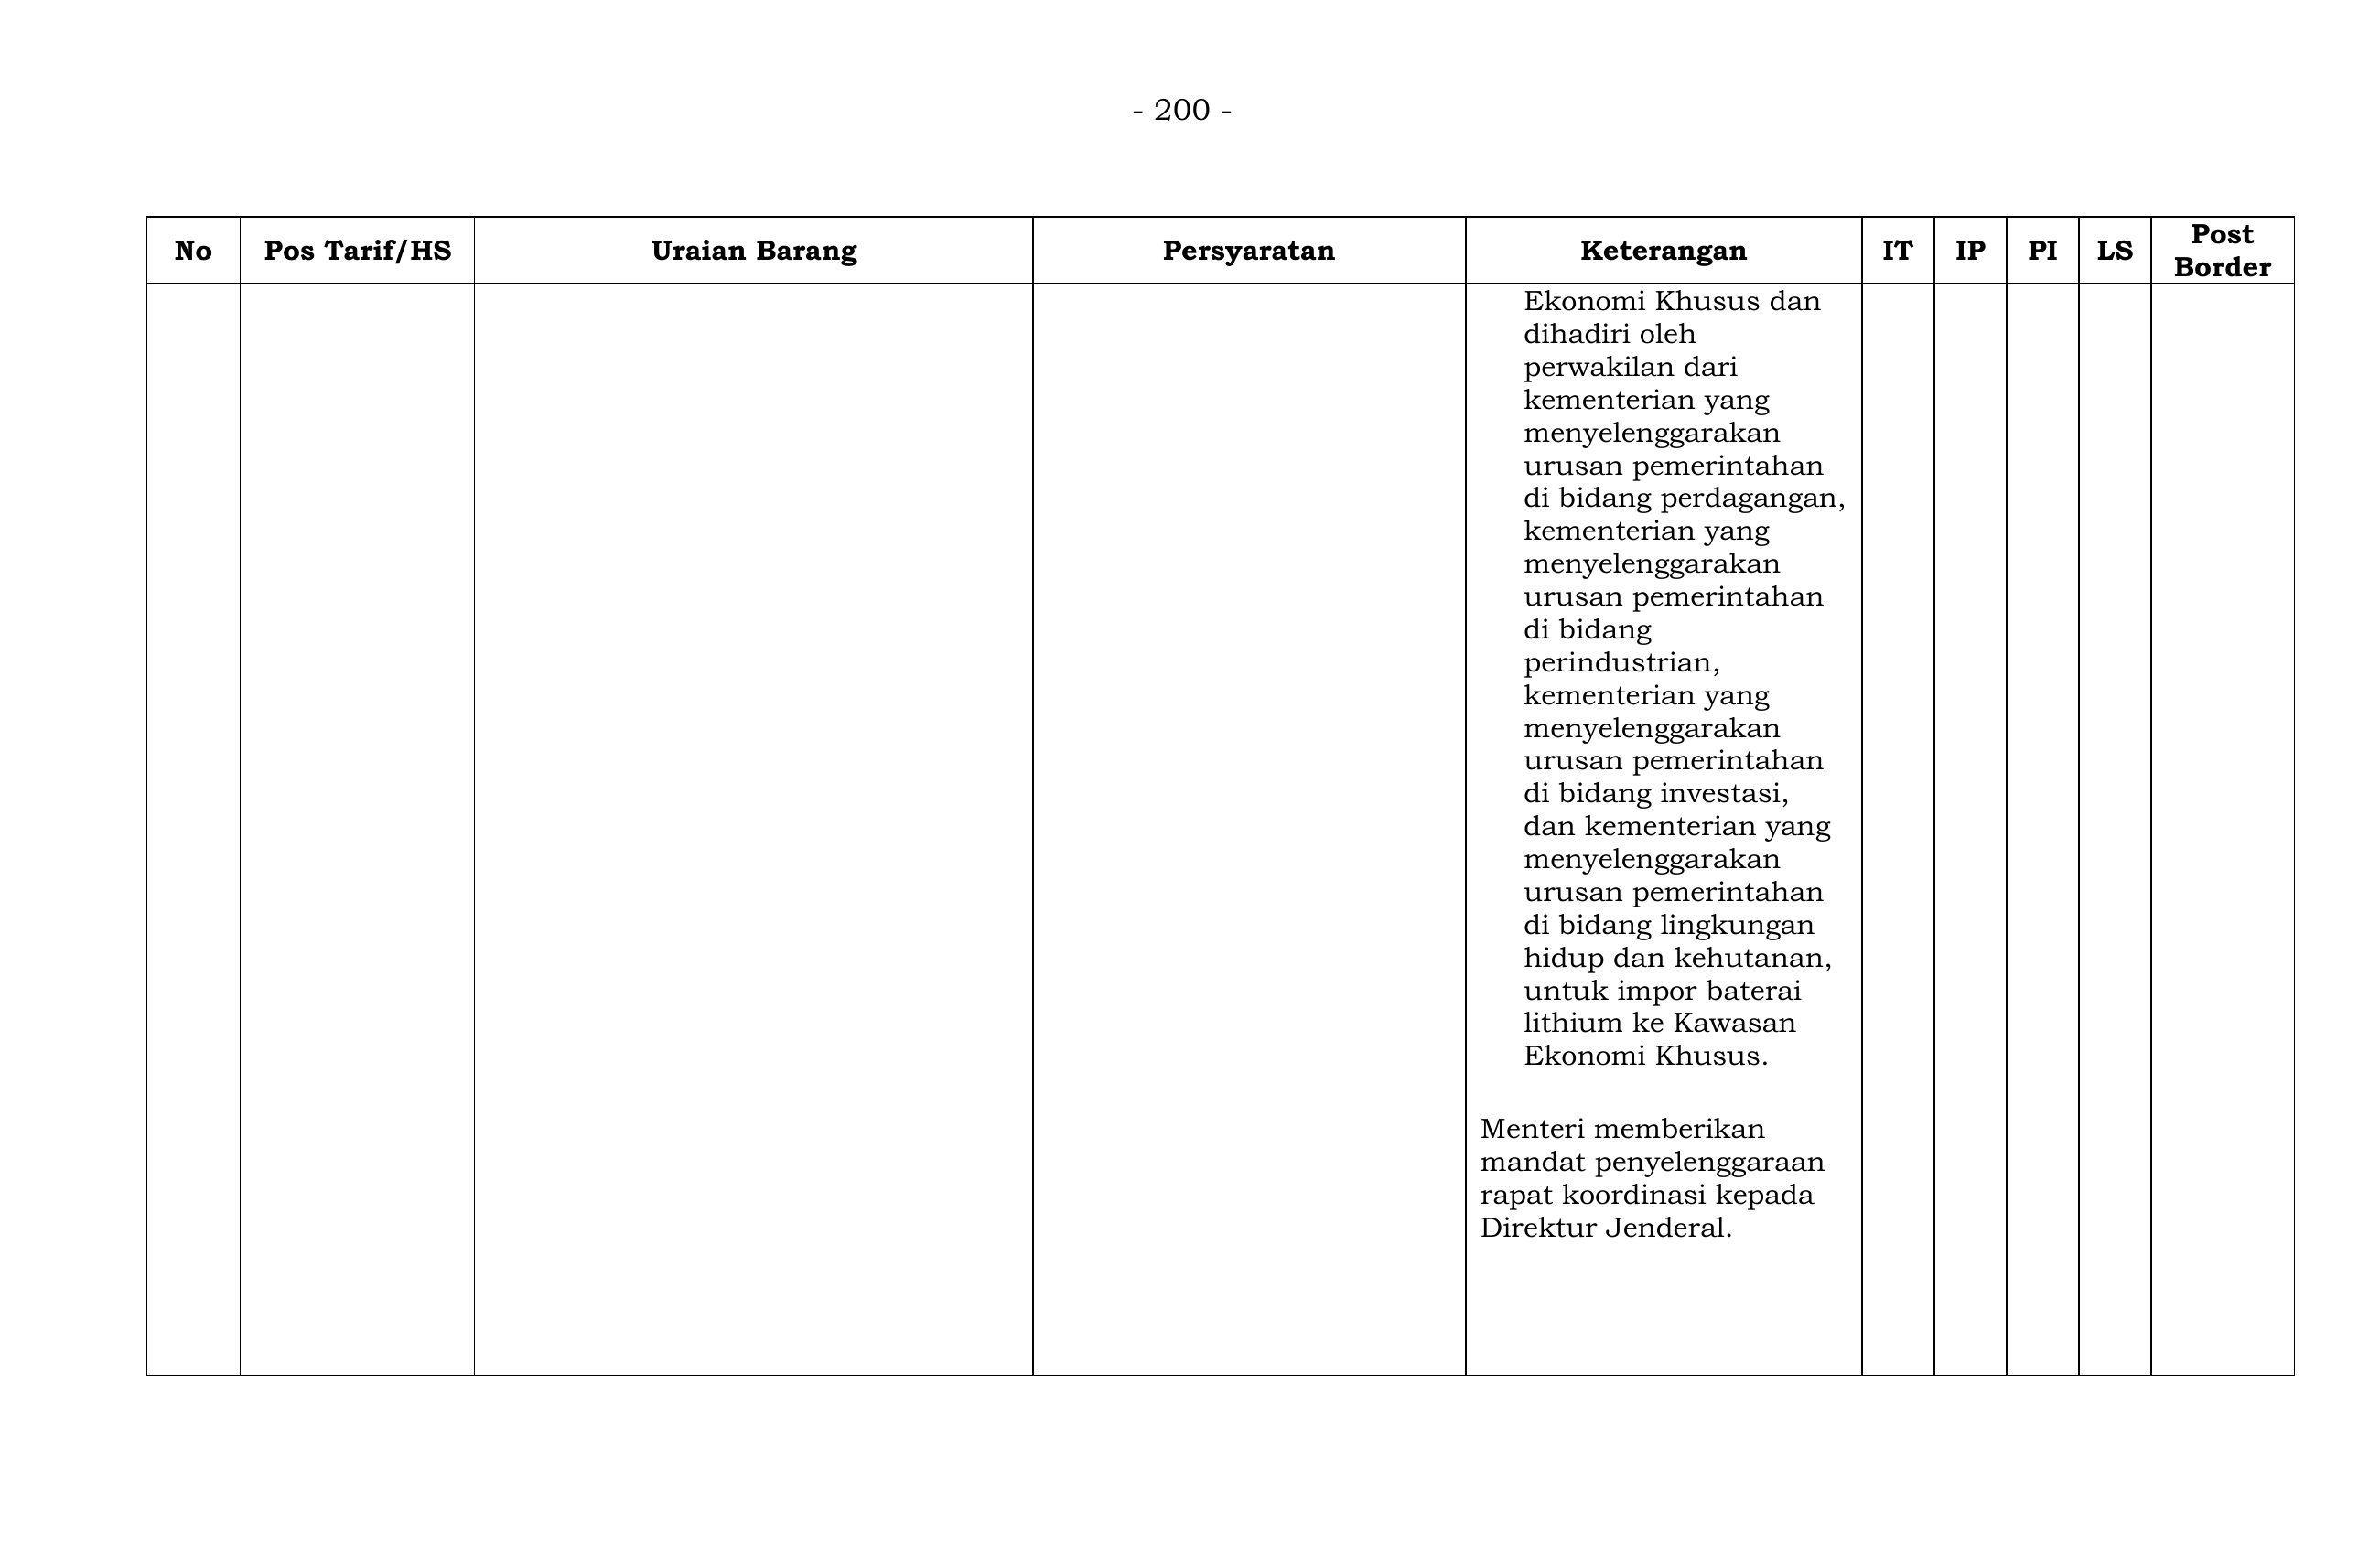 - 200 -
No Pos Tarif/HS Uraian Barang Persyaratan Keterangan IT IP PI LS Post Border
Ekonomi Khusus dan
dihadiri oleh
perwakilan dari
kementerian yang
menyelenggarakan
urusan pemerintahan
di bidang perdagangan,
kementerian yang
menyelenggarakan
urusan pemerintahan
di bidang
perindustrian,
kementerian yang
menyelenggarakan
urusan pemerintahan
di bidang investasi,
dan kementerian yang
menyelenggarakan
urusan pemerintahan
di bidang lingkungan
hidup dan kehutanan,
untuk impor baterai
lithium ke Kawasan
Ekonomi Khusus.
Menteri memberikan
mandat penyelenggaraan
rapat koordinasi kepada
Direktur Jenderal.